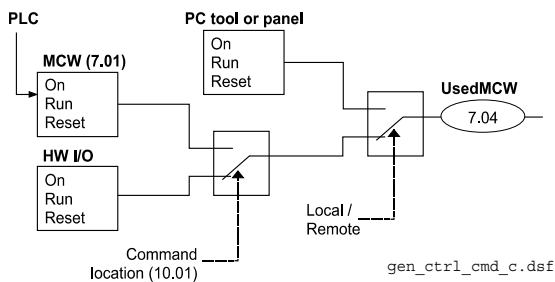 PLC
PC tool or panel
On
Run
Reset
MCW (7.01)
On
Run
Reset
UsedMCW
7.04
HW I/O
On
Run
Reset
Local /
Remote
Command
location (10.01)
gen_ctrl_cmd_c.dsf